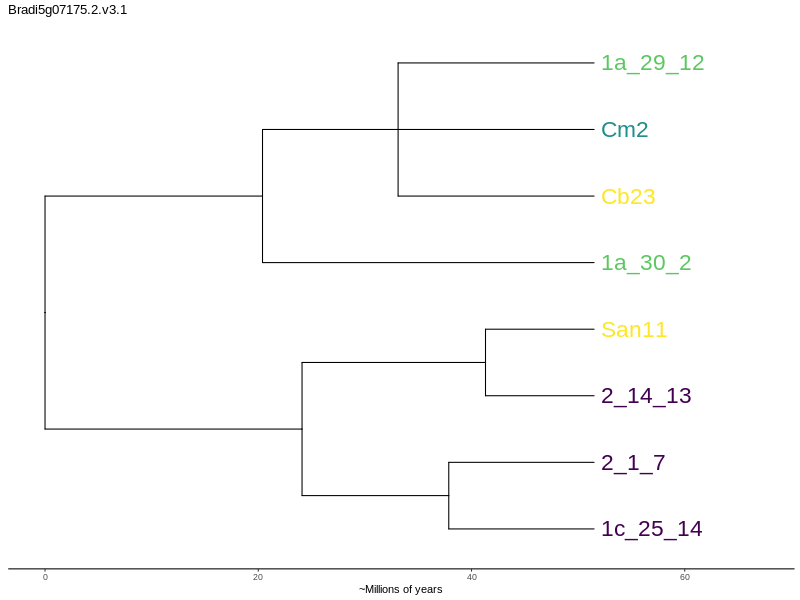 Bradi5g07175.2.v3.1
1a_29_12
Cm2
Cb23
1a_30_2
San11
2_14_13
2_1_7
1c_25_14
0 20 40 60
~Millions of years